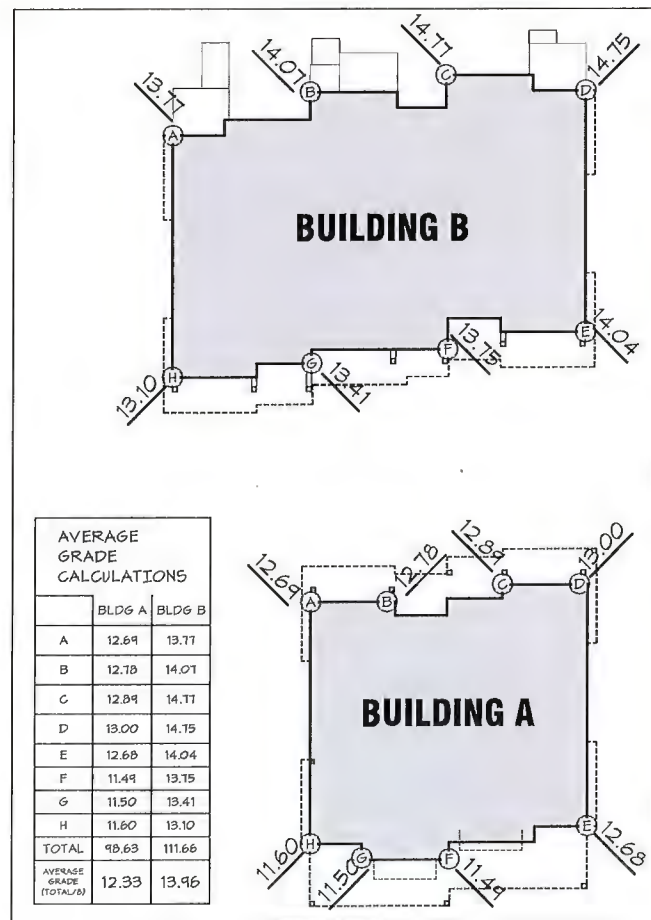 14.77
14.07
14.75
13.77
C
B
D
A
BUILDING B
E
F
14.04
13.75
G
H
13.41
13.10
AVERAGE
GRADE
CALCULATIONS
BLDG A BLDG B
A 12.69 13.77
B 12.78 14.07
C 12.89 14.77
D 13.00 14.75
E 12.68 14.04
F 11.49 13.75
G 11.50 13.41
H 11.60 13.10
TOTAL 98.63 111.66
AVERAGE
GRADE
(TOTAL/8)
12.33 13.96
12.89
13.00
12.78
12.69
C
D
A
B
BUILDING A
E
H
G
F
12.68
11.60
11.50
11.49